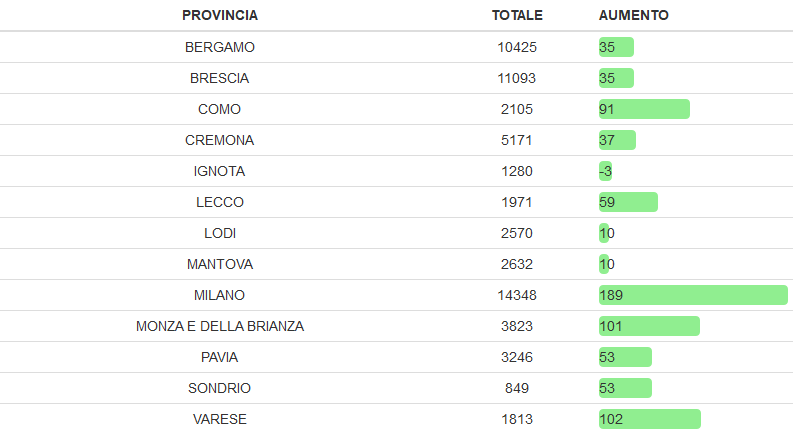 PROVINCIA TOTALE AUMENTO
BERGAMO 10425 35
BRESCIA 11093 35
COMO 2105 91
CREMONA 5171 37
IGNOTA 1280 -3
LECCO 1971 59
LODI 2570 10
MANTOVA 2632 10
MILANO 14348 189
MONZA E DELLA BRIANZA 3823 101
PAVIA 3246 53
SONDRIO 849 53
VARESE 1813 102